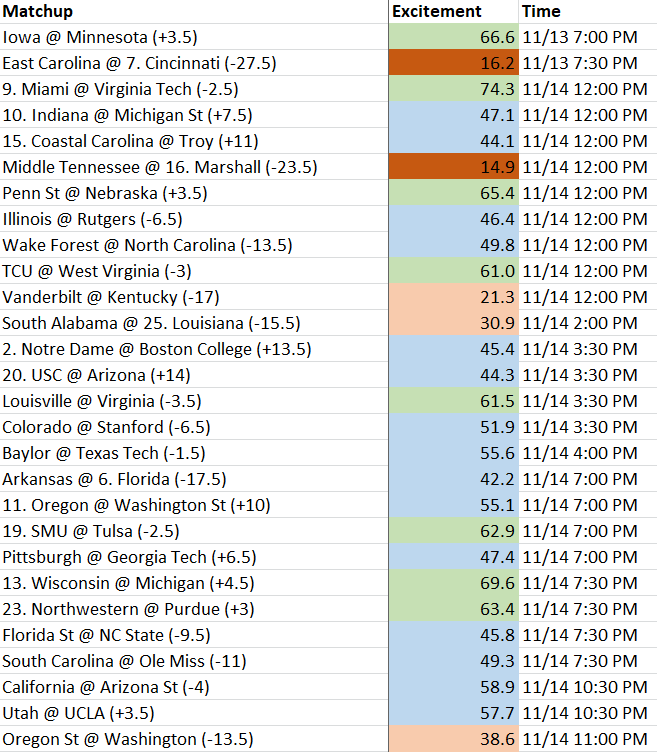 Matchup Excitement Time
Iowa @ Minnesota (+3.5) 66.6 11/13 7:00 PM
East Carolina @ 7. Cincinnati (-27.5) 16.2 11/13 7:30 PM
9. Miami @ Virginia Tech (-2.5) 74.3 11/14 12:00 PM
10. Indiana @ Michigan St (+7.5) 47.1 11/14 12:00 PM
15. Coastal Carolina @ Troy (+11) 44.1 11/14 12:00 PM
Middle Tennessee @ 16. Marshall (-23.5) 14.9 11/14 12:00 PM
Penn St @ Nebraska (+3.5) 65.4 11/14 12:00 PM
Illinois @ Rutgers (-6.5) 46.4 11/14 12:00 PM
Wake Forest @ North Carolina (-13.5) 49.8 11/14 12:00 PM
TCU @ West Virginia (-3) 61.0 11/14 12:00 PM
Vanderbilt @ Kentucky (-17) 21.3 11/14 12:00 PM
South Alabama @ 25. Louisiana (-15.5) 30.9 11/14 2:00 PM
2. Notre Dame @ Boston College (+13.5) 45.4 11/14 3:30 PM
20. USC @ Arizona (+14) 44.3 11/14 3:30 PM
Louisville @ Virginia (-3.5) 61.5 11/14 3:30 PM
Colorado @ Stanford (-6.5) 51.9 11/14 3:30 PM
Baylor @ Texas Tech (-1.5) 55.6 11/14 4:00 PM
Arkansas @ 6. Florida (-17.5) 42.2 11/14 7:00 PM
11. Oregon @ Washington St (+10) 55.1 11/14 7:00 PM
19. SMU @ Tulsa (-2.5) 62.9 11/14 7:00 PM
Pittsburgh @ Georgia Tech (+6.5) 47.4 11/14 7:00 PM
13. Wisconsin @ Michigan (+4.5) 69.6 11/14 7:30 PM
23. Northwestern @ Purdue (+3) 63.4 11/14 7:30 PM
Florida St @ NC State (-9.5) 45.8 11/14 7:30 PM
South Carolina @ Ole Miss (-11) 49.3 11/14 7:30 PM
California @ Arizona St (-4) 58.9 11/14 10:30 PM
Utah @ UCLA (+3.5) 57.7 11/14 10:30 PM
Oregon St @ Washington (-13.5) 38.6 11/14 11:00 PM